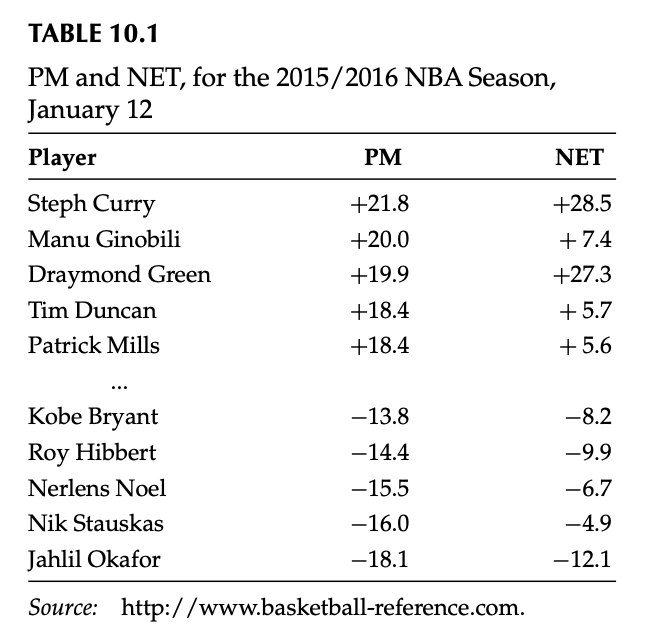 TABLE 10.1
PM and NET, for the 2015/2016 NBA Season,
January 12
Player PM NET
Steph Curry +21.8 +28.5
Manu Ginobili +20.0 + 7.4
Draymond Green +19.9 +27.3
Tim Duncan +18.4 + 5.7
Patrick Mills +18.4 + 5.6
...
Kobe Bryant −13.8 −8.2
Roy Hibbert −14.4 −9.9
Nerlens Noel −15.5 −6.7
Nik Stauskas −16.0 −4.9
Jahlil Okafor −18.1 −12.1
Source: http://www.basketball-reference.com.